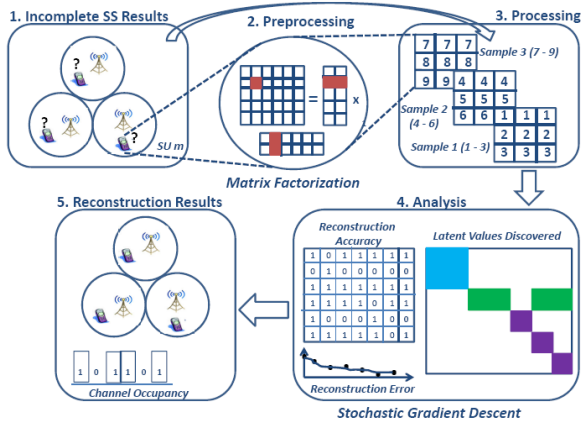 1. Incomplete SS Results
?
?
?
SU m
2. Preprocessing
=
x
Matrix Factorization
3. Processing
7 7 7
8 8 8
9 9 4 4 4
5 5 5
6 6 1 1 1
2 2 2
3 3 3
Sample 3 (7 - 9)
Sample 2
(4 - 6)
Sample 1 (1 - 3)
4. Analysis
Reconstruction
Accuracy
1 0 1 1 1 1 1
0 1 0 0 0 0 1
1 1 1 1 1 1 1
1 1 1 1 0 1 1
0 1 0 0 1 0 0
1 1 1 1 1 1 1
Reconstruction Error
Latent Values Discovered
Stochastic Gradient Descent
5. Reconstruction Results
1 0 1 1 0 1
Channel Occupancy